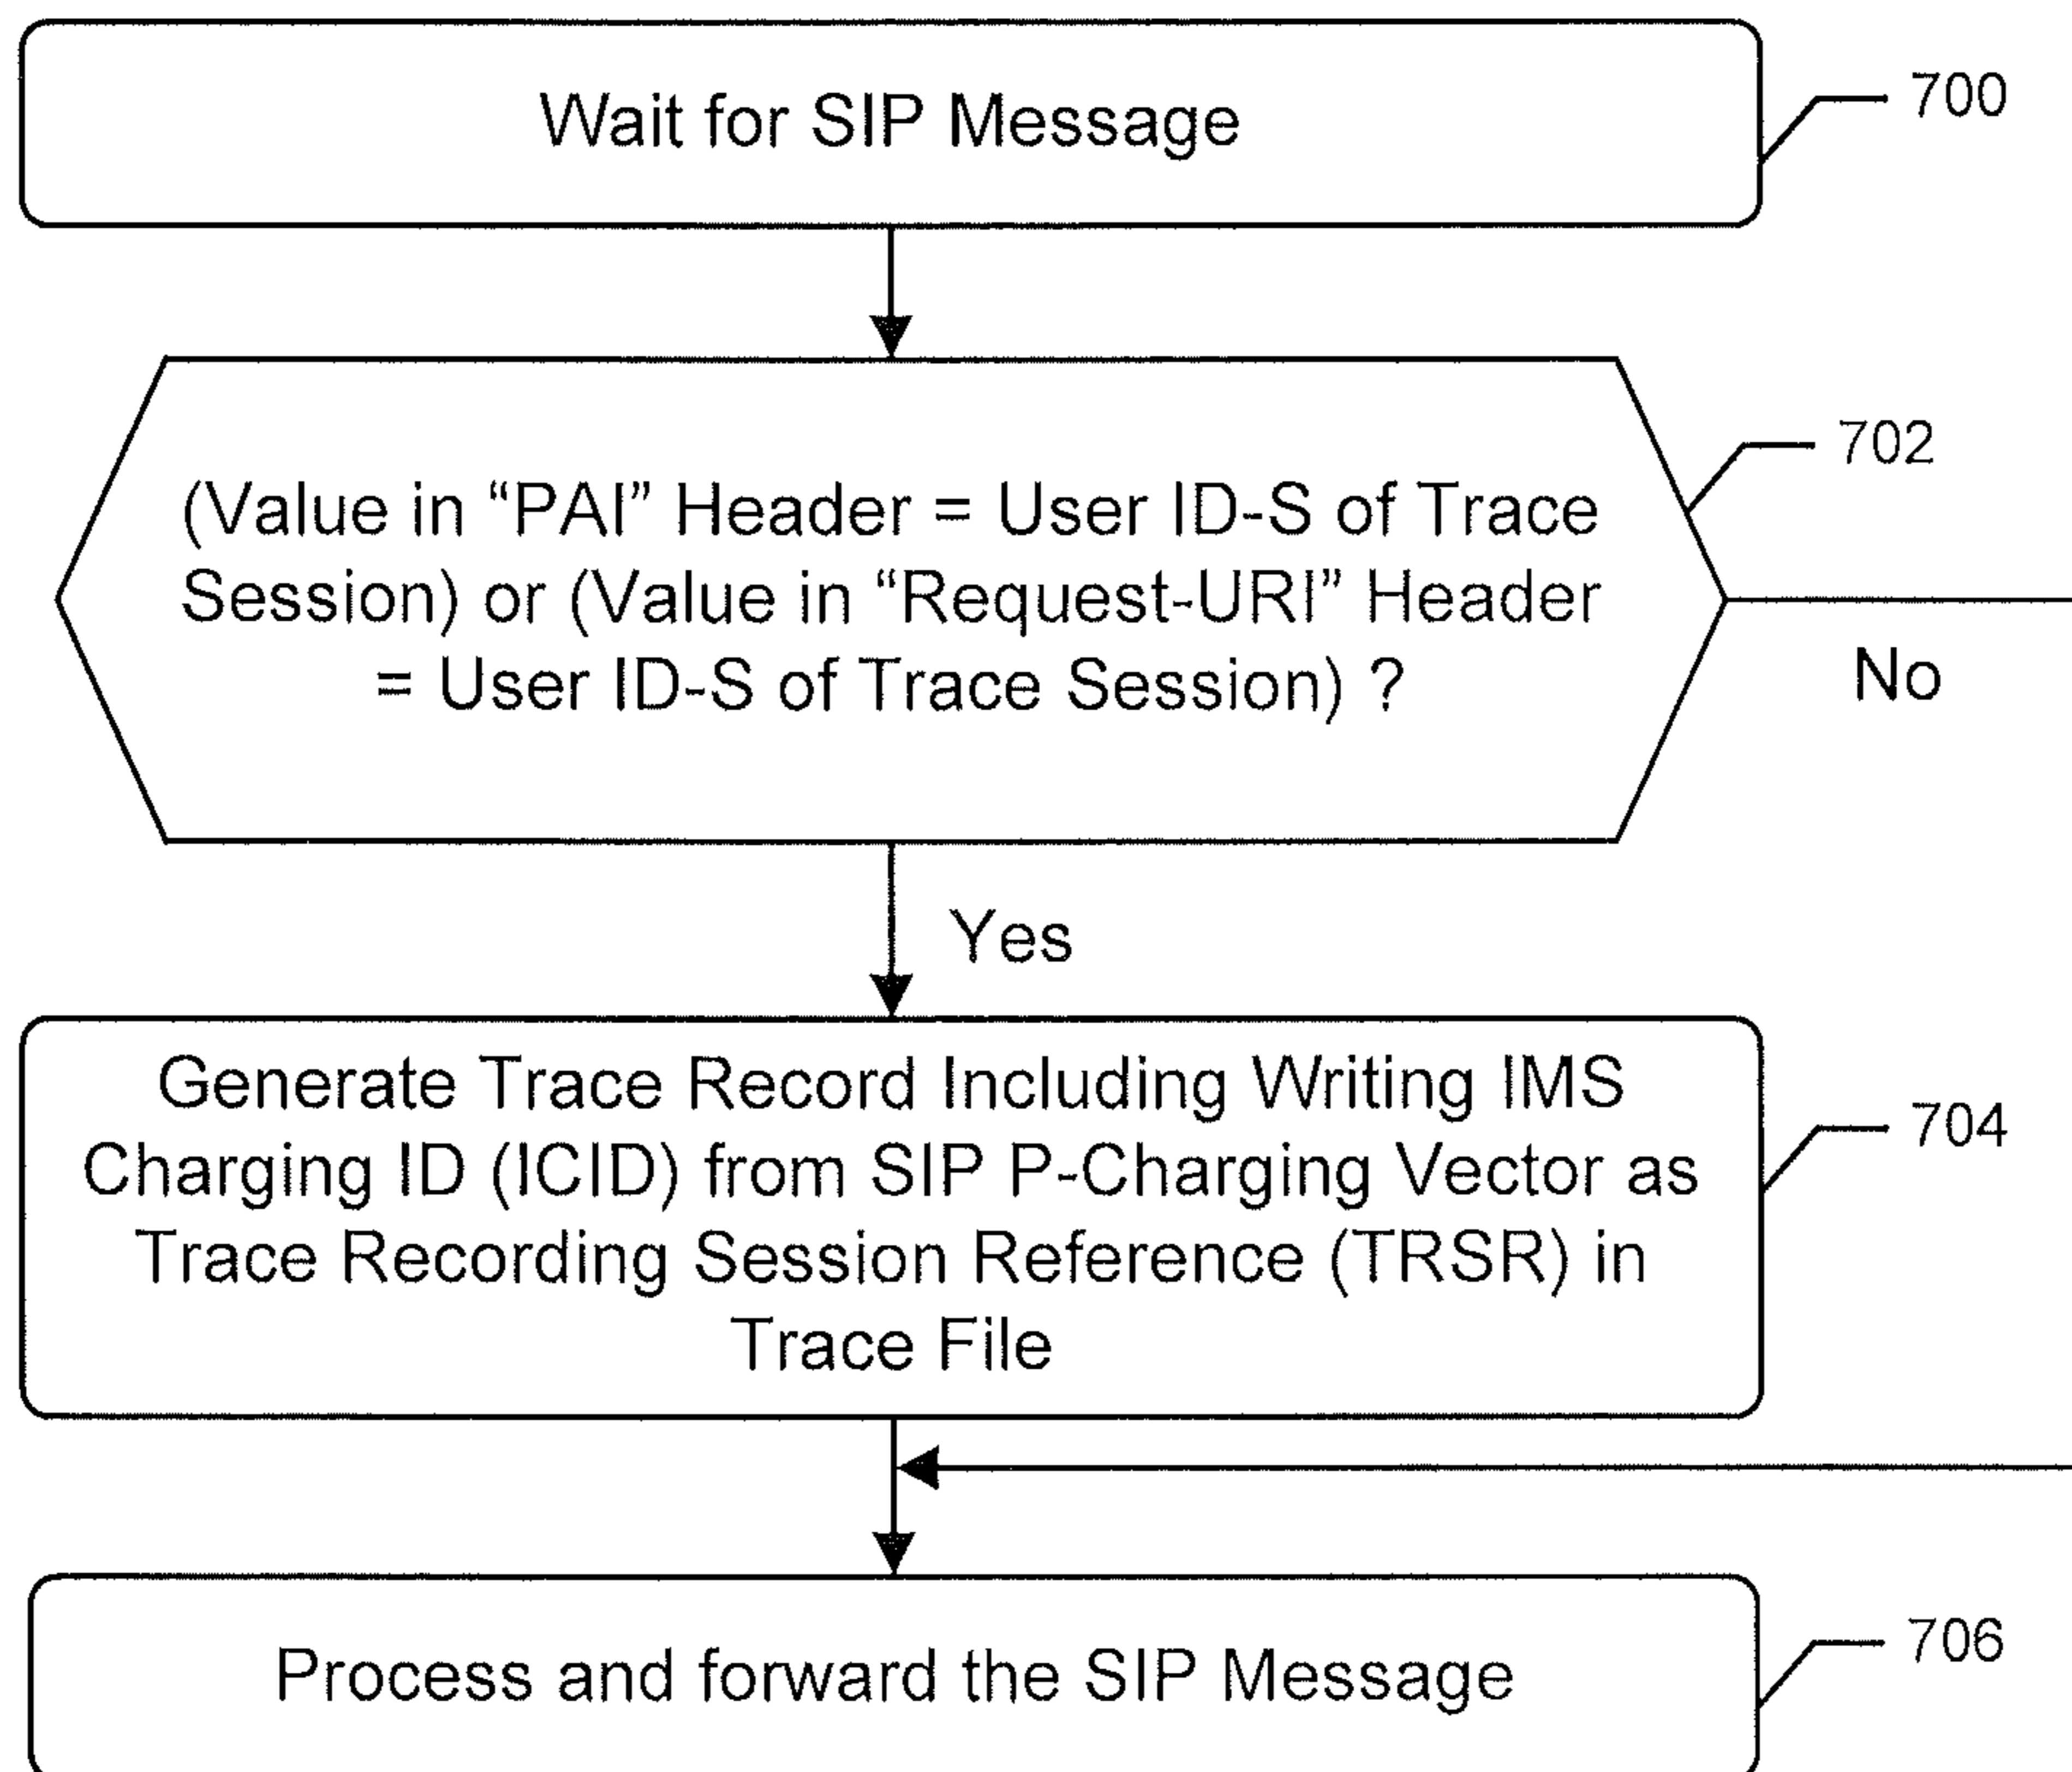 Wait for SIP Message
700
702
(Value in “PAI” Header = User ID-S of Trace
Session) or (Value in “Request-URI” Header
= User ID-S of Trace Session) ?
No
Yes
Generate Trace Record Including Writing IMS
Charging ID (ICID) from SIP P-Charging Vector as
Trace Recording Session Reference (TRSR) in
Trace File
704
Process and forward the SIP Message
706